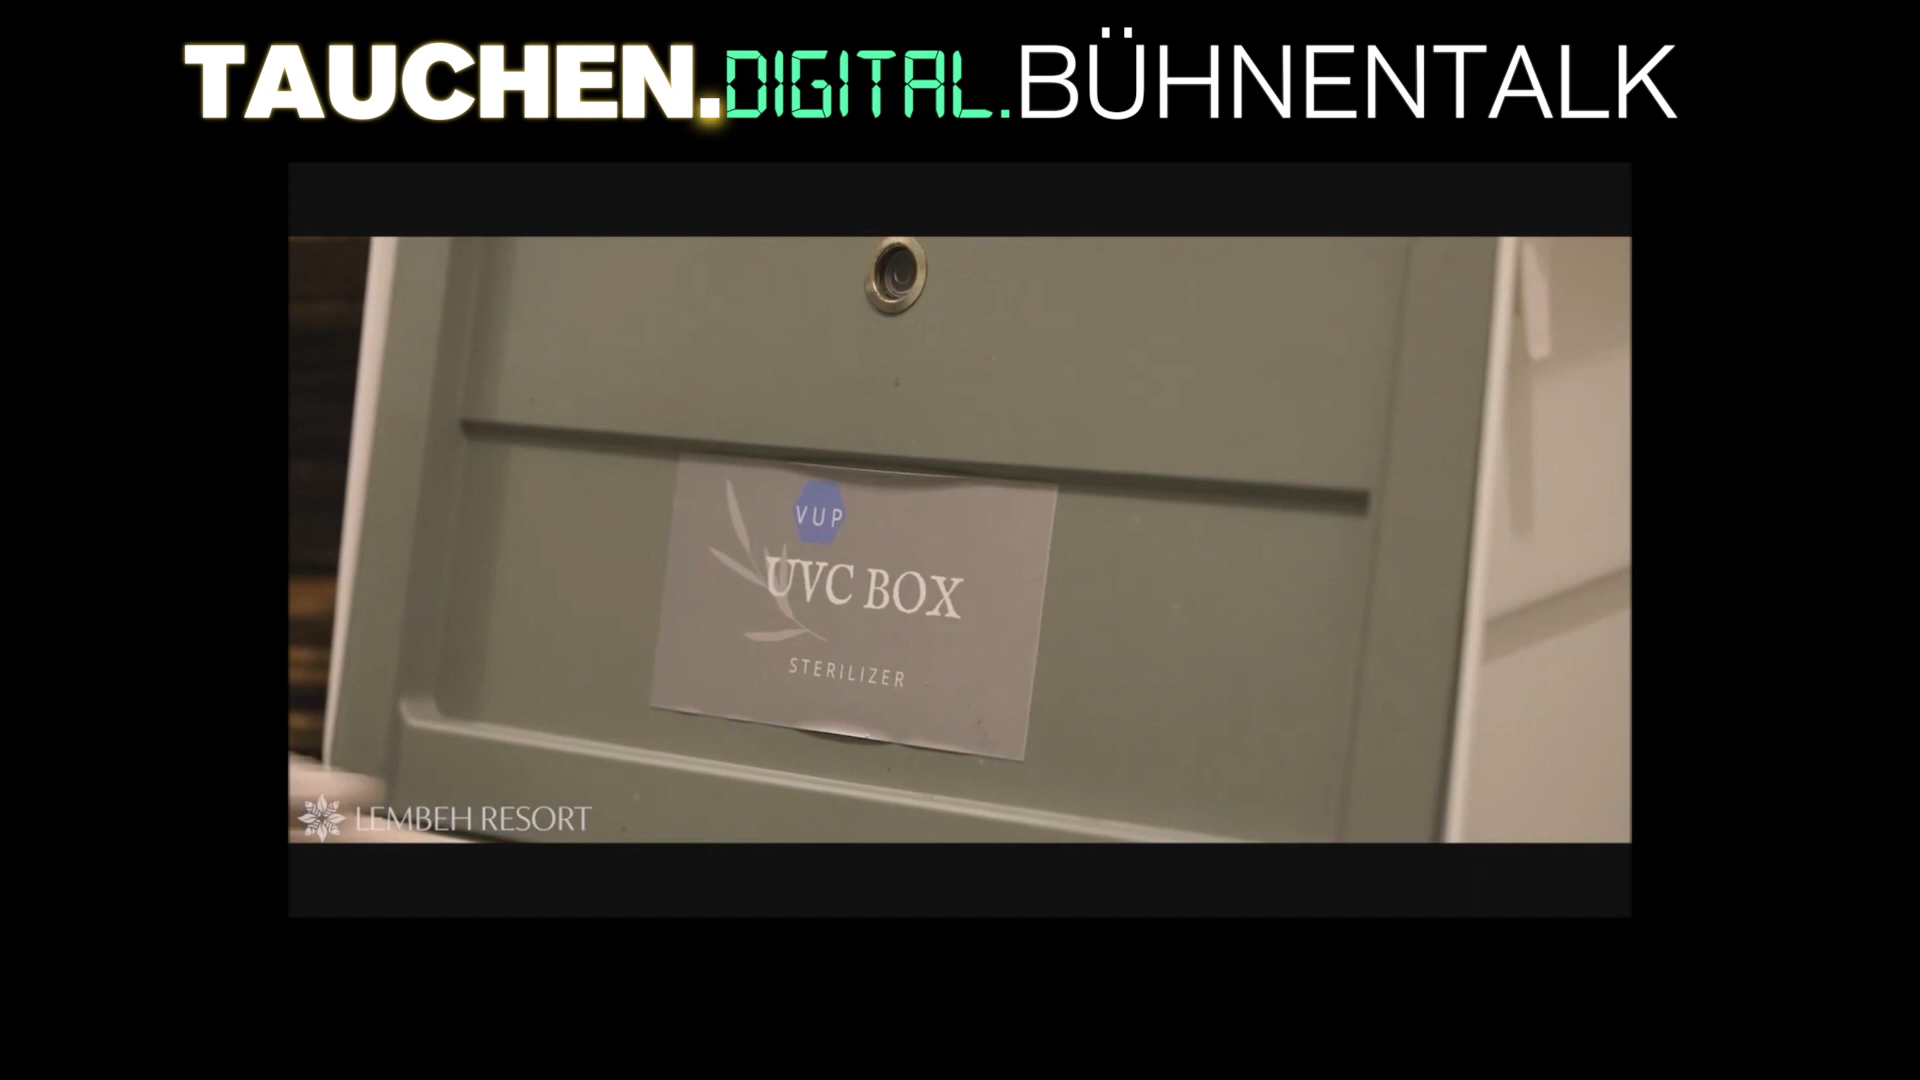 TAUCHEN.DIGITAL.BÜHNENTALK
VUP
UVC BOX
STERILIZER
LEMBEH RESORT